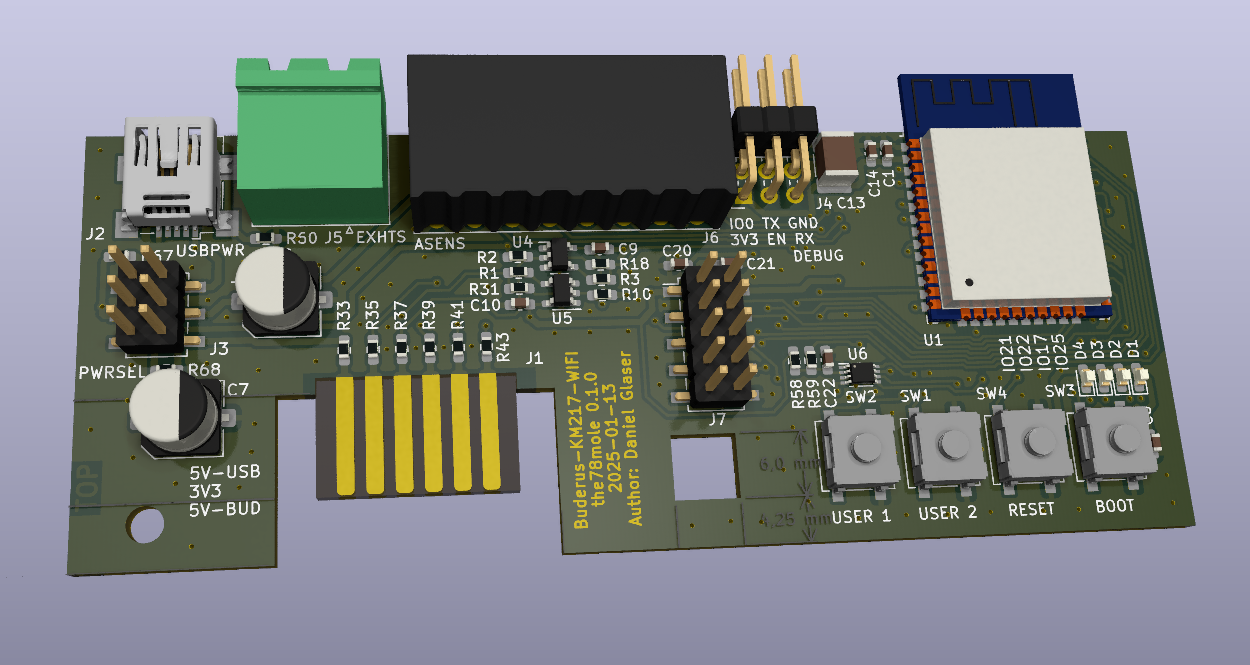 J2
USBPWR
67
R60
J5 EXHTS
ASENS
U4
R2
R1
R31
C10
U5
C9
R18
R3
R10
J6
C20
C21
IO0 TX GND
3V3 EN RX
DEBUG
J4
C13
C14
C1
U1
IO21
IO22
IO17
IO25
D4
D3
D2
D1
J3
PWRSEL
R68
C7
R33
R35
R37
R39
R41
R43
J1
Buderus-KM217-WIFI
the78mole 0.1.0
2025-01-13
Author: Daniel Glaser
J7
R58
R59
C22
U6
SW2
SW1
SW4
SW3
6.0 mm
4.25 mm
USER 1
USER 2
RESET
BOOT
TOP
5V-USB
3V3
5V-BUD